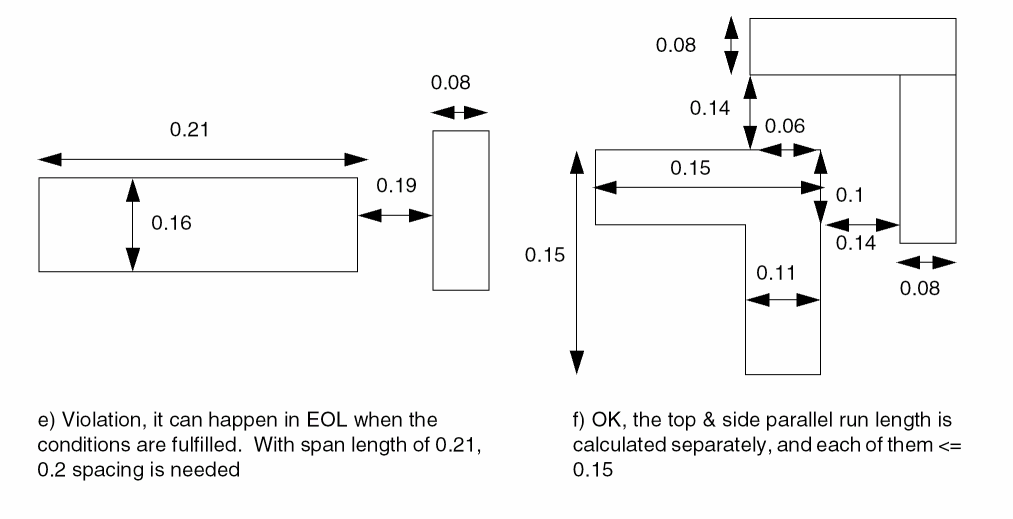 0.08
0.21
0.19
0.16
e) Violation, it can happen in EOL when the
conditions are fulfilled.  With span length of 0.21,
0.2 spacing is needed
0.08
0.14
0.06
0.15
0.1
0.14
0.15
0.11
0.08
f) OK, the top & side parallel run length is
calculated separately, and each of them <=
0.15